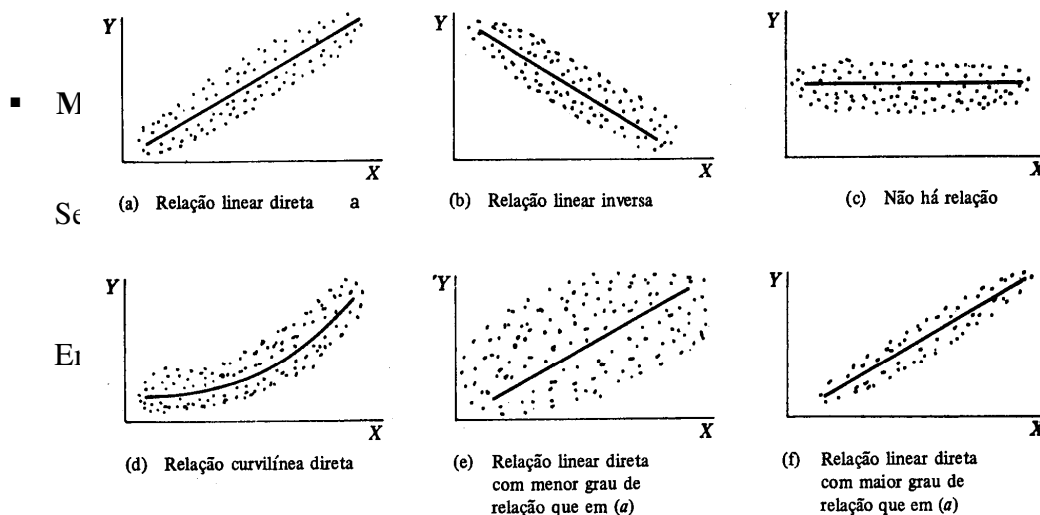 Y
X
(a) Relação linear direta a
Y
X
(b) Relação linear inversa
Y
X
(c) Não há relação
▪ M
Se
Y
X
(d) Relação curvilínea direta
Y
X
(e) Relação linear direta
com menor grau de
relação que em (a)
Y
X
(f) Relação linear direta
com maior grau de
relação que em (a)